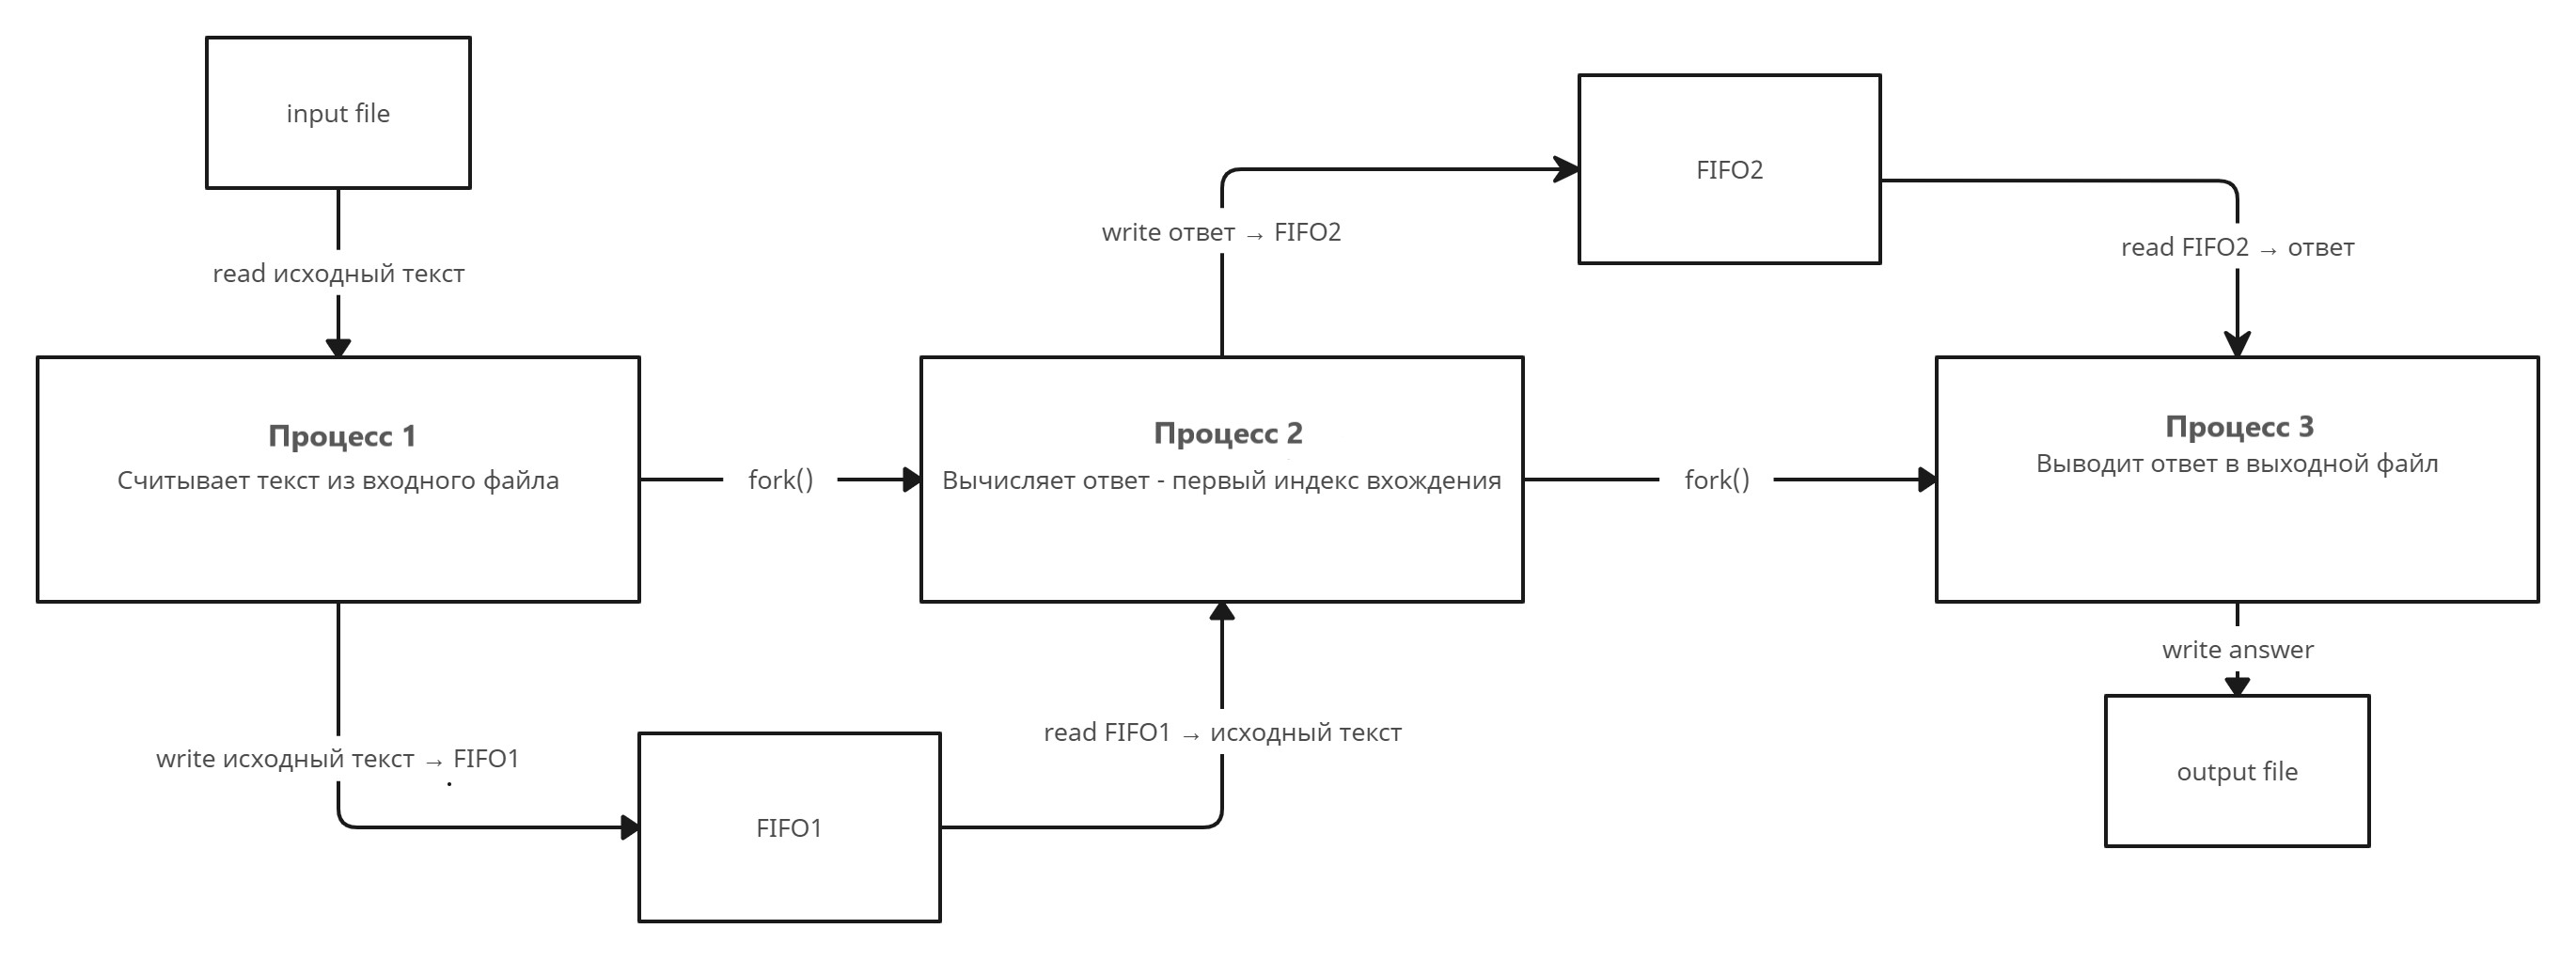 input file
read исходный текст
Процесс 1
Считывает текст из входного файла
fork()
write исходный текст → FIFO1
FIFO1
read FIFO1 → исходный текст
Процесс 2
Вычисляет ответ - первый индекс вхождения
write ответ → FIFO2
FIFO2
read FIFO2 → ответ
fork()
Процесс 3
Выводит ответ в выходной файл
write answer
output file